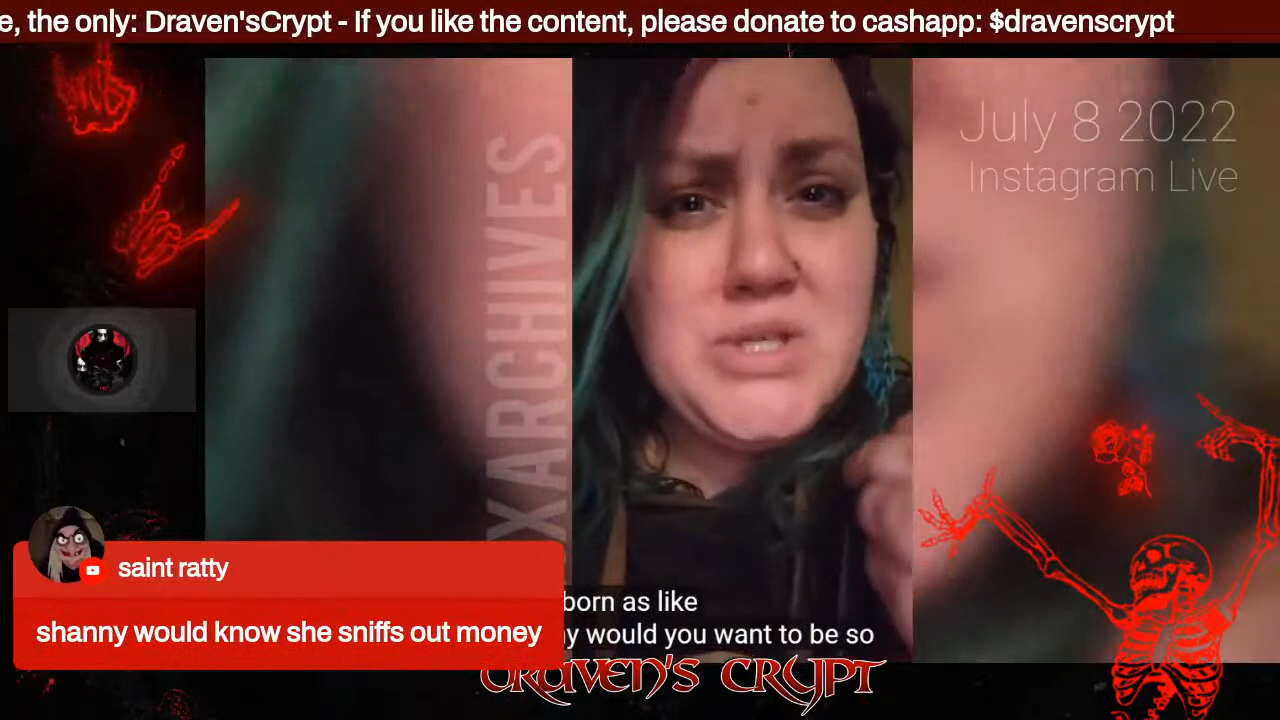 e, the only: Draven'sCrypt - If you like the content, please donate to cashapp: $dravenscrypt
July 8 2022
Instagram Live
XARCHIVES
saint ratty
shanny would know she sniffs out money
born as like
y would you want to be so
DRAVEN'S CRYPT